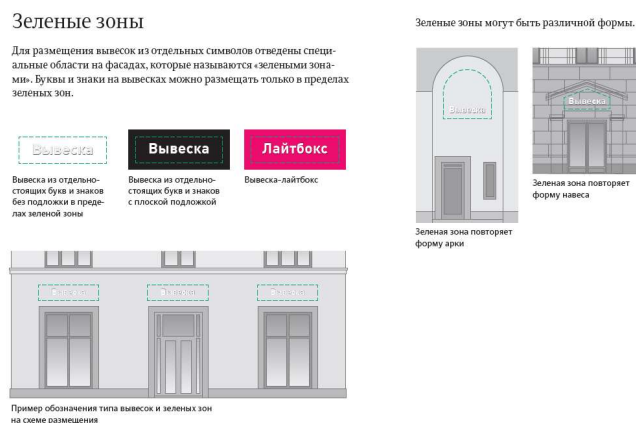 Зеленые зоны
Для размещения вывесок из отдельных символов отведены специ-
альные области на фасадах, которые называются «зелеными зона-
ми». Буквы и знаки на вывесках можно размещать только в пределах
зеленых зон.
Вывеска
Вывеска
Лайтбокс
Вывеска из отдельно-
стоящих букв и знаков
без подложки в преде-
лах зеленой зоны
Вывеска из отдельно-
стоящих букв и знаков
с плоской подложкой
Вывеска-лайтбокс
Вывеска
Вывеска
Вывеска
Пример обозначения типа вывесок и зеленых зон
на схеме размещения
Зеленые зоны могут быть различной формы.
Вывеска
Вывеска
Зеленая зона повторяет
форму арки
Зеленая зона повторяет
форму навеса